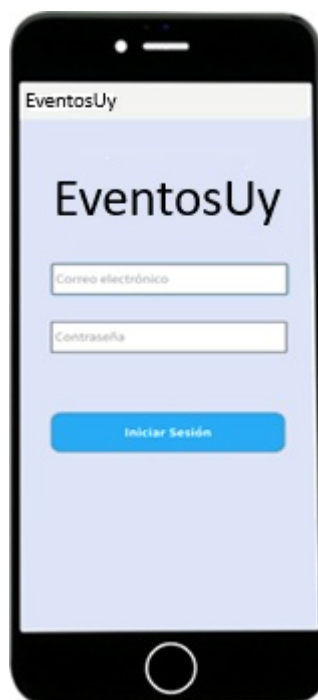 EventosUy
EventosUy
Correo electrónico
Contraseña
Iniciar Sesión